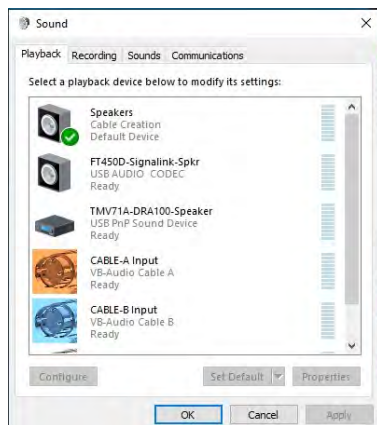 Sound
Playback Recording Sounds Communications
Select a playback device below to modify its settings:
Speakers
Cable Creation
Default Device
FT450D-Signalink-Spkr
USB AUDIO CODEC
Ready
TMV71A-DRA100-Speaker
USB PnP Sound Device
Ready
CABLE-A Input
VB-Audio Cable A
Ready
CABLE-B Input
VB-Audio Cable B
Ready
Configure Set Default Properties
OK Cancel Apply